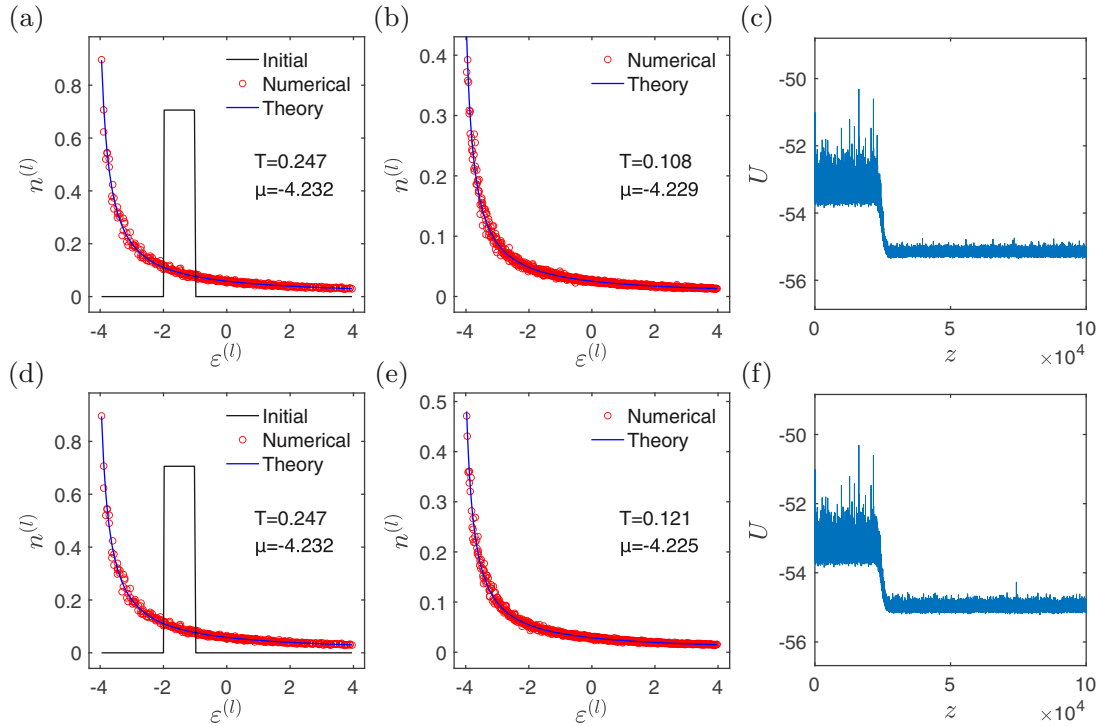 (a)
n^{(l)}
0.8
0.6
0.4
0.2
0
-4 -2 0 2 4
ε^{(l)}
Initial
Numerical
Theory
T=0.247
μ=-4.232
(b)
n^{(l)}
0.4
0.3
0.2
0.1
0
-4 -2 0 2 4
ε^{(l)}
Numerical
Theory
T=0.108
μ=-4.229
(c)
U
-50
-52
-54
-56
0 5 10
z
×10^4
(d)
n^{(l)}
0.8
0.6
0.4
0.2
0
-4 -2 0 2 4
ε^{(l)}
Initial
Numerical
Theory
T=0.247
μ=-4.232
(e)
n^{(l)}
0.5
0.4
0.3
0.2
0.1
0
-4 -2 0 2 4
ε^{(l)}
Numerical
Theory
T=0.121
μ=-4.225
(f)
U
-50
-52
-54
-56
0 5 10
z
×10^4